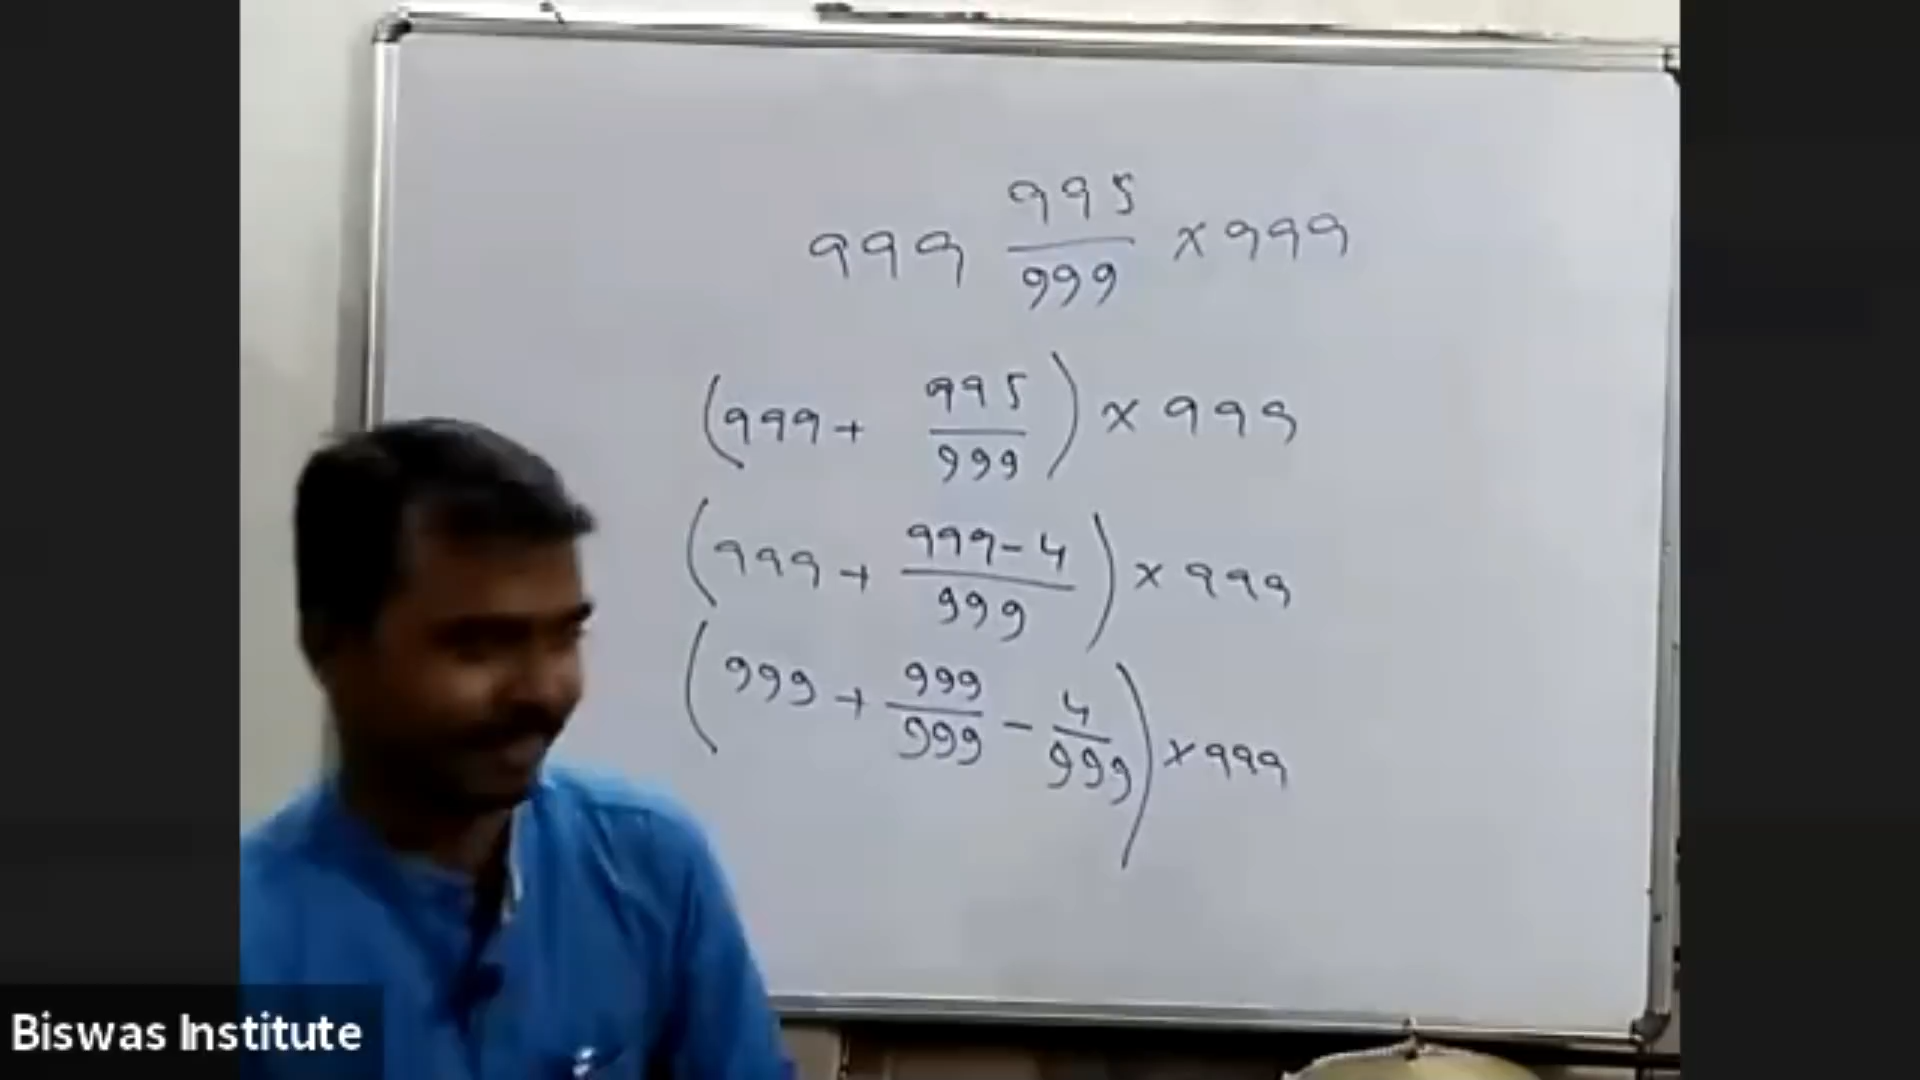 999 995/999 × 999
(999 + 995/999) × 999
(999 + 999-4/999) × 999
(999 + 999/999 - 4/999) × 999
Biswas Institute